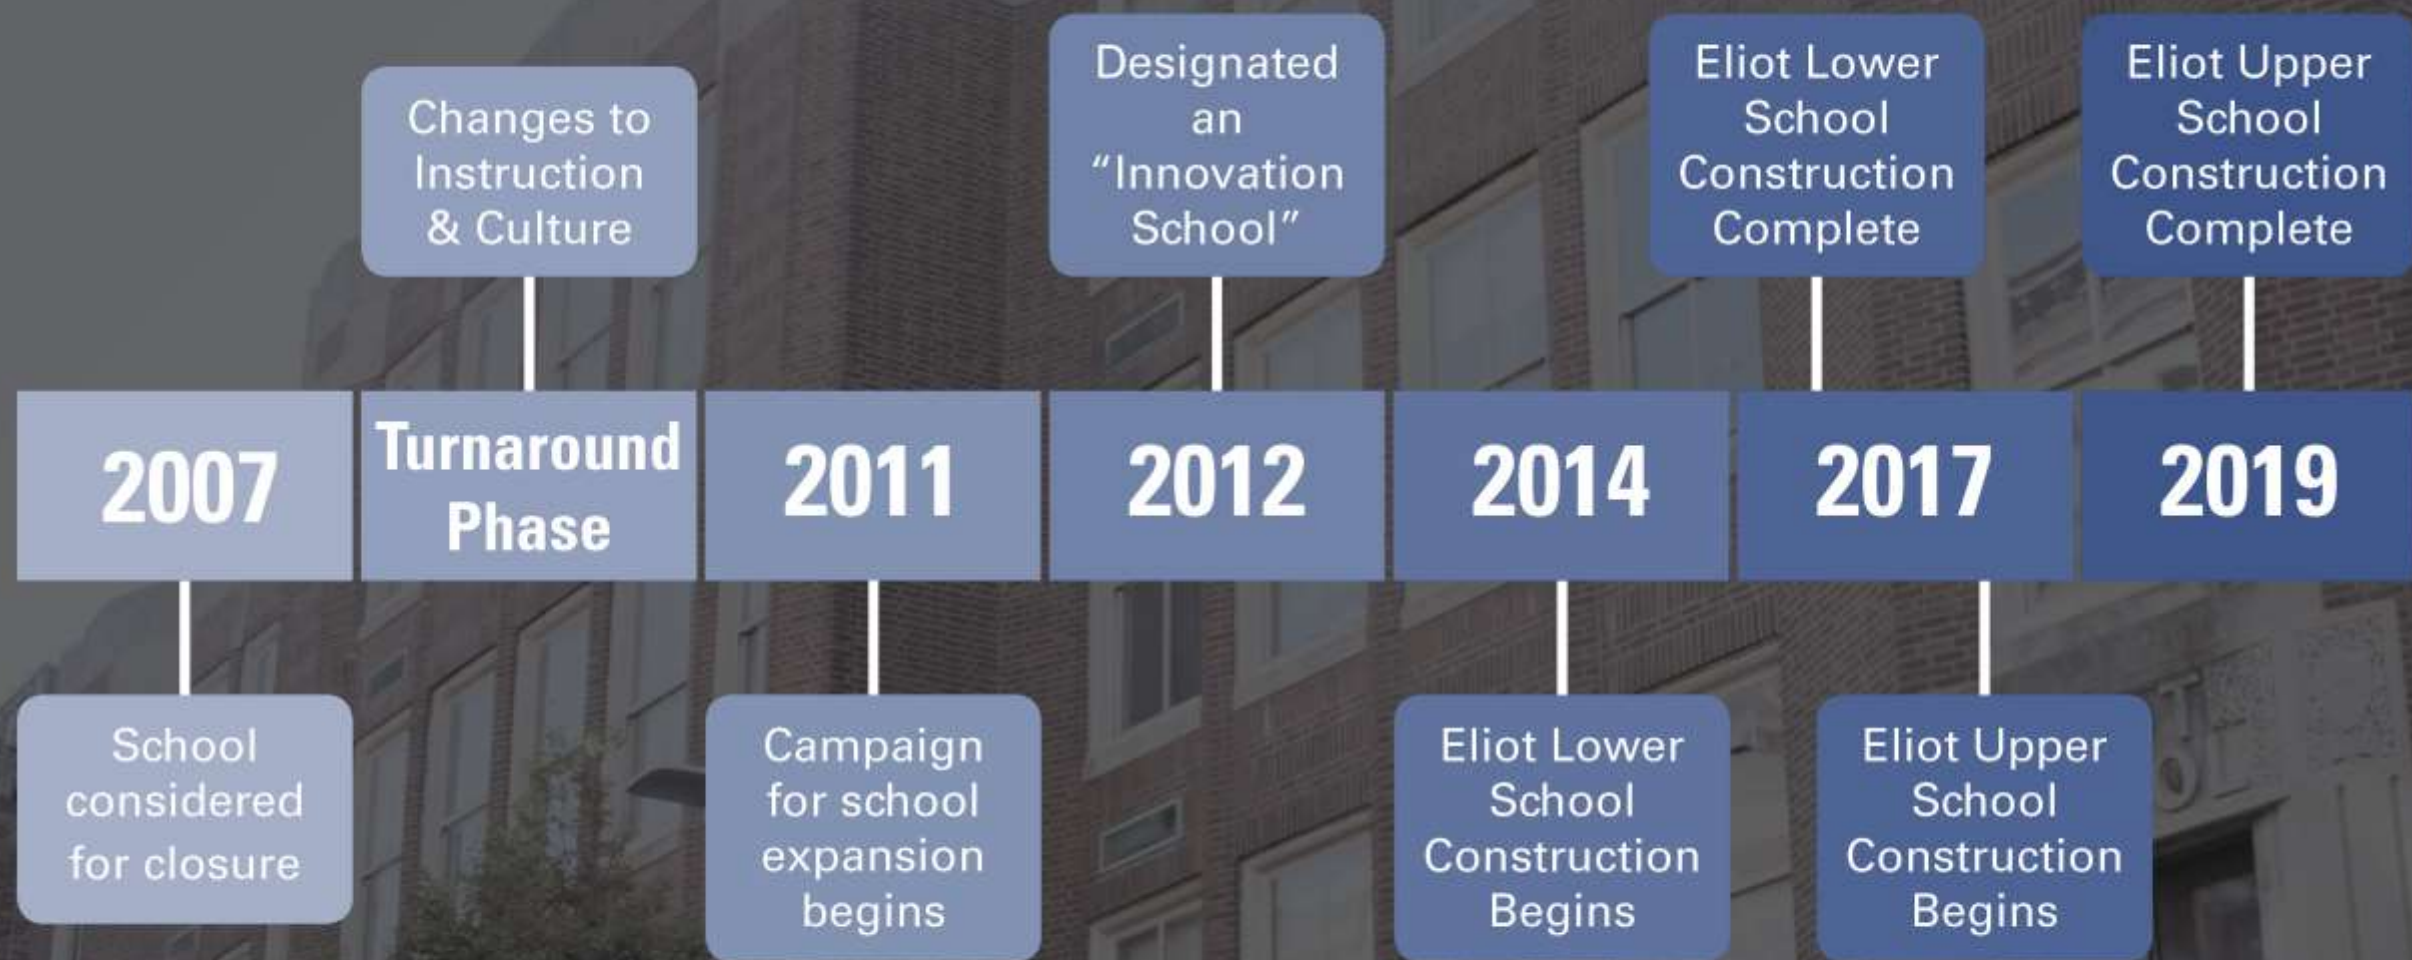 Changes to
Instruction
& Culture
Designated
an
“Innovation
School”
Eliot Lower
School
Construction
Complete
Eliot Upper
School
Construction
Complete
2007
Turnaround
Phase
2011
2012
2014
2017
2019
School
considered
for closure
Campaign
for school
expansion
begins
Eliot Lower
School
Construction
Begins
Eliot Upper
School
Construction
Begins